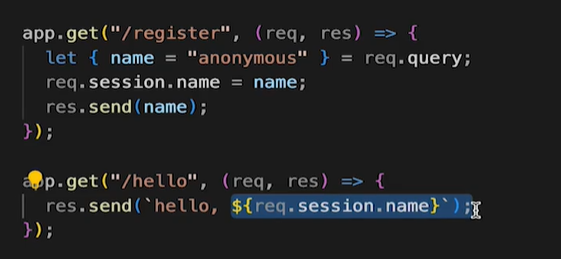 app.get("/register", (req, res) => {
  let { name = "anonymous" } = req.query;
  req.session.name = name;
  res.send(name);
});
app.get("/hello", (req, res) => {
  res.send(`hello, ${req.session.name}`);
});